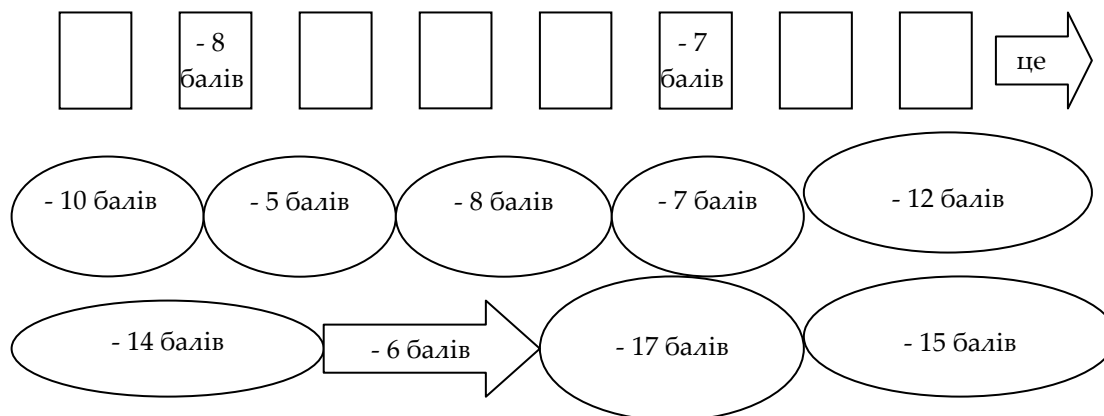 - 8
балів
- 7
балів
це
- 10 балів
- 5 балів
- 8 балів
- 7 балів
- 12 балів
- 14 балів
- 6 балів
- 17 балів
- 15 балів